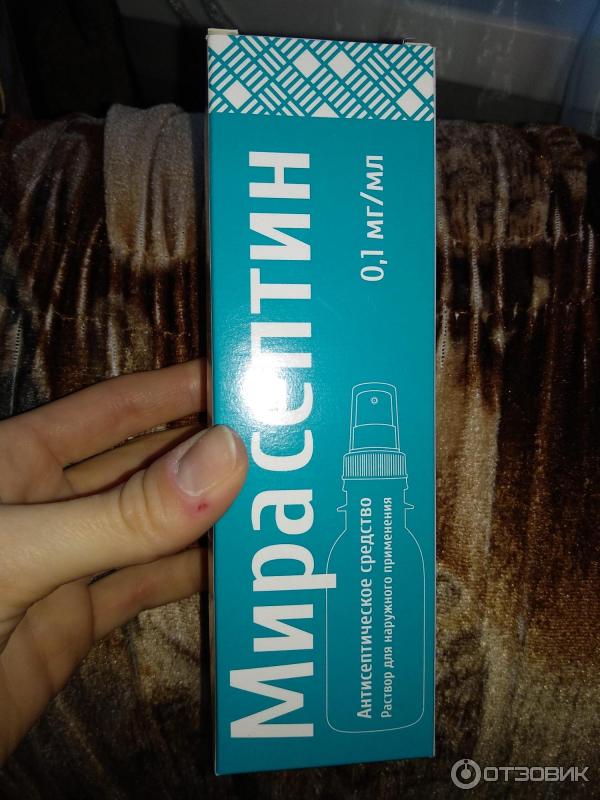 Мирасептин
0,1 мг/мл
Антисептическое средство
Раствор для наружного применения
ОТЗОВИК